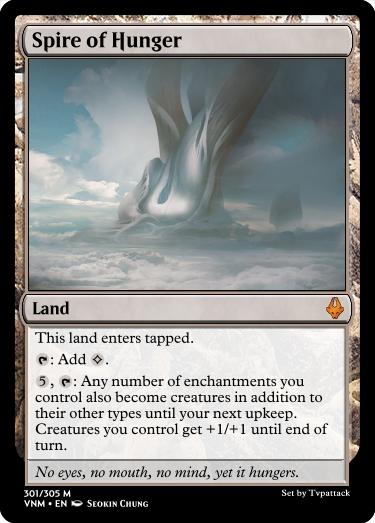 Spire of Hunger
Land
This land enters tapped.
: Add .
5, : Any number of enchantments you
control also become creatures in addition to
their other types until your next upkeep.
Creatures you control get +1/+1 until end of
turn.
No eyes, no mouth, no mind, yet it hungers.
301/305 M
VNM • EN Seokin Chung
Set by Tvpattack